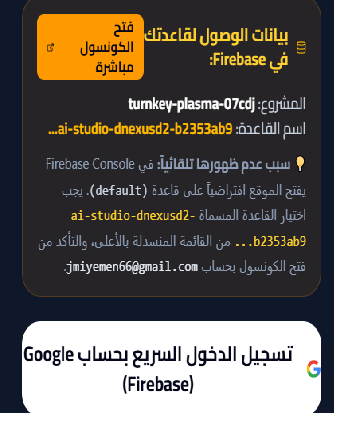 بيانات الوصول لقاعدتك
في Firebase:
فتح
الكونسول
مباشرة
المشروع: turnkey-plasma-07cdj
اسم القاعدة: ai-studio-dnexusd2-b2353ab9...
💡 سبب عدم ظهورها تلقائياً: في Firebase Console
يفتح الموقع افتراضياً على قاعدة (default). يجب
اختيار القاعدة المسماة ai-studio-dnexusd2-
b2353ab9... من القائمة المنسدلة بالأعلى، والتأكد من
فتح الكونسول بحساب jmiyemen66@gmail.com.
تسجيل الدخول السريع بحساب Google
(Firebase)